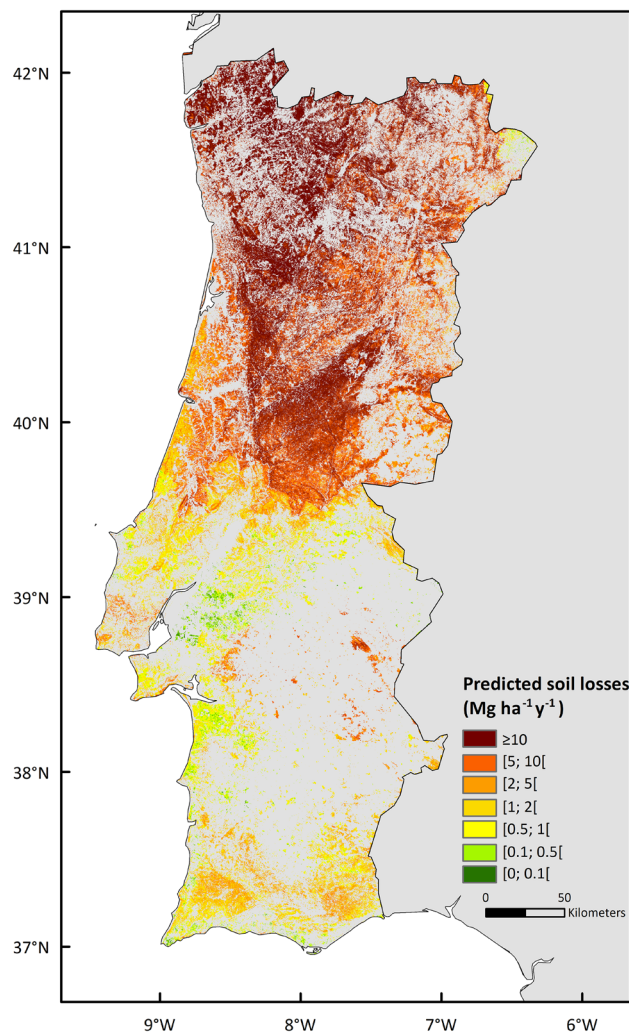 42°N
41°N
40°N
39°N
38°N
37°N
Predicted soil losses
(Mg ha⁻¹ y⁻¹)
≥10
[5; 10[
[2; 5[
[1; 2[
[0.5; 1[
[0.1; 0.5[
[0; 0.1[
0 50
Kilometers
9°W 8°W 7°W 6°W